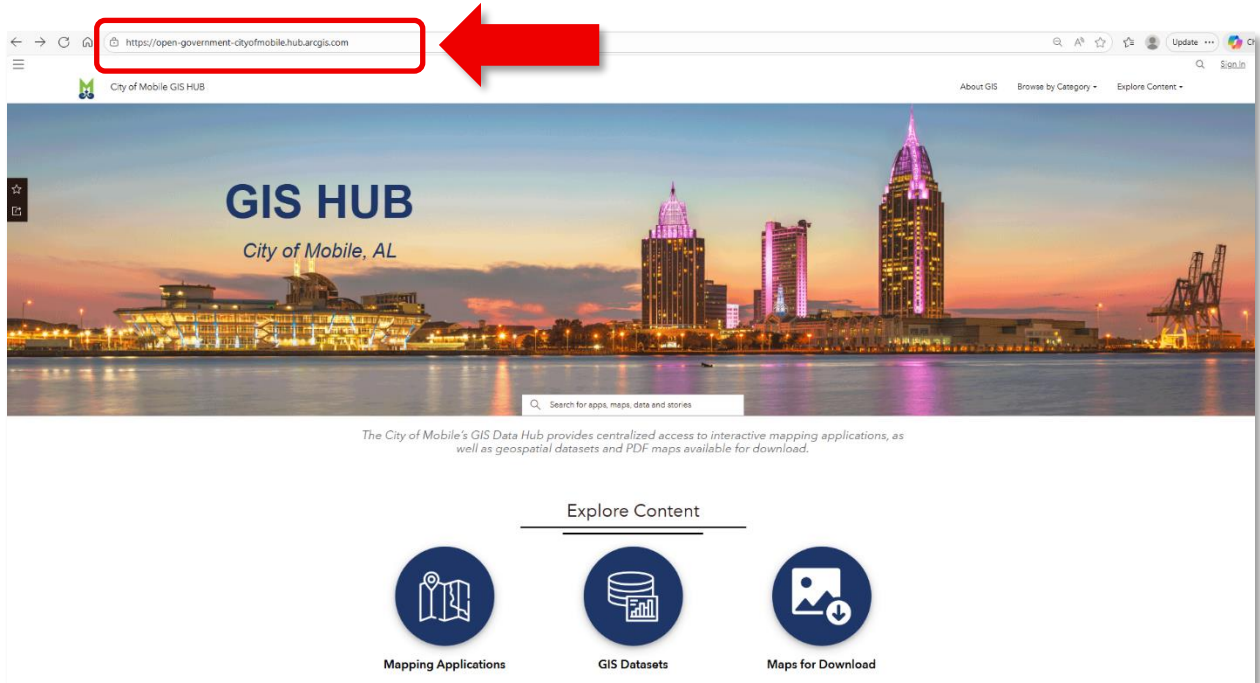 https://open-government-cityofmobile.hub.arcgis.com
Update
Sign In
City of Mobile GIS HUB
About GIS Browse by Category Explore Content
GIS HUB
City of Mobile, AL
Search for apps, maps, data and stories
The City of Mobile's GIS Data Hub provides centralized access to interactive mapping applications, as
well as geospatial datasets and PDF maps available for download.
Explore Content
Mapping Applications GIS Datasets Maps for Download